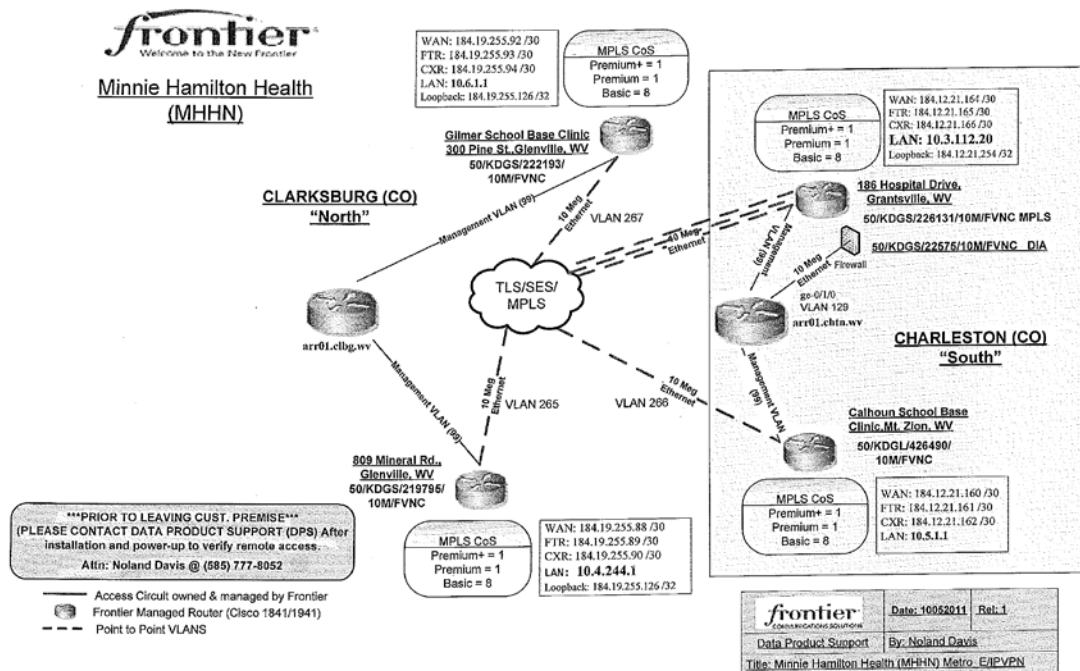 frontier
Welcome to the New Frontier
Minnie Hamilton Health
(MHHN)
WAN: 184.19.255.92 /30
FTR: 184.19.255.93 /30
CXR: 184.19.255.94 /30
LAN: 10.6.1.1
Loopback: 184.19.255.126 /32
MPLS CoS
Premium+ = 1
Premium = 1
Basic = 8
Gilmer School Base Clinic
300 Pine St.,Glenville, WV
50/KDGS/222193/
10M/FVNC
MPLS CoS
Premium+ = 1
Premium = 1
Basic = 8
WAN: 184.12.21.164 /30
FTR: 184.12.21.165 /30
CXR: 184.12.21.166 /30
LAN: 10.3.112.20
Loopback: 184.12.21,254 /32
186 Hospital Drive,
Grantsville, WV
50/KDGS/226131/10M/FVNC MPLS
50/KDGS/22575/10M/FVNC DIA
Firewall
CLARKSBURG (CO)
"North"
Management VLAN (99)
10 Meg
Ethernet
VLAN 267
10 Meg
Ethernet
Management
VLAN (99)
10 Meg
Ethernet
TLS/SES/
MPLS
ge-0/1/0
VLAN 129
arr01.chtn.wv
arr01.clbg.wv
CHARLESTON (CO)
"South"
Management VLAN (99)
10 Meg
Ethernet
VLAN 265
VLAN 266
10 Meg
Ethernet
Management VLAN
(99)
Calhoun School Base
Clinic,Mt. Zion, WV
50/KDGL/426490/
10M/FVNC
809 Mineral Rd.,
Glenville, WV
50/KDGS/219795/
10M/FVNC
MPLS CoS
Premium+ = 1
Premium = 1
Basic = 8
WAN: 184.12.21.160 /30
FTR: 184.12.21.161 /30
CXR: 184.12.21.162 /30
LAN: 10.5.1.1
***PRIOR TO LEAVING CUST. PREMISE***
(PLEASE CONTACT DATA PRODUCT SUPPORT (DPS) After
installation and power-up to verify remote access.
Attn: Noland Davis @ (585) 777-8052
MPLS CoS
Premium+ = 1
Premium = 1
Basic = 8
WAN: 184.19.255.88 /30
FTR: 184.19.255.89 /30
CXR: 184.19.255.90 /30
LAN: 10.4.244.1
Loopback: 184.19.255.126 /32
Access Circuit owned & managed by Frontier
Frontier Managed Router (Cisco 1841/1941)
Point to Point VLANS
frontier
COMMUNICATIONS SOLUTIONS
Date: 10052011
Rel: 1
Data Product Support
By: Noland Davis
Title: Minnie Hamilton Health (MHHN) Metro E/IPVPN